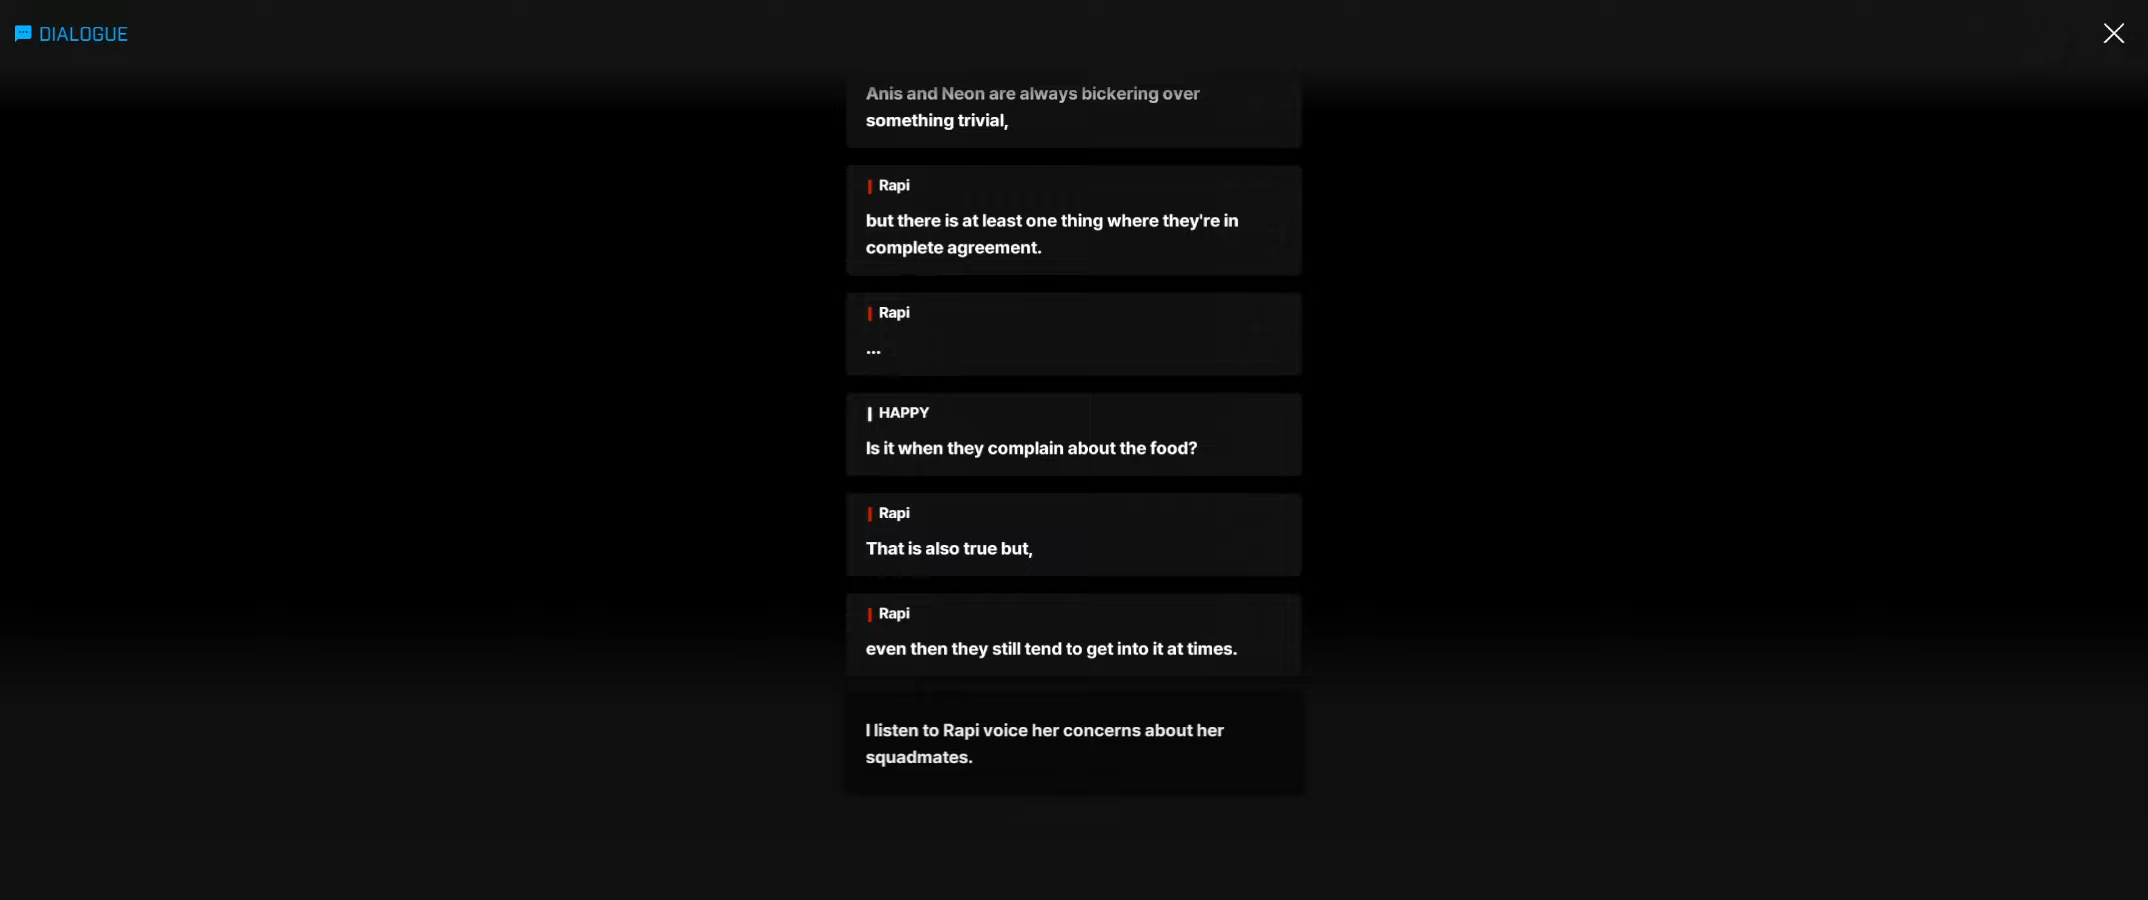 DIALOGUE
Anis and Neon are always bickering over
something trivial,
Rapi
but there is at least one thing where they're in
complete agreement.
Rapi
...
HAPPY
Is it when they complain about the food?
Rapi
That is also true but,
Rapi
even then they still tend to get into it at times.
I listen to Rapi voice her concerns about her
squadmates.